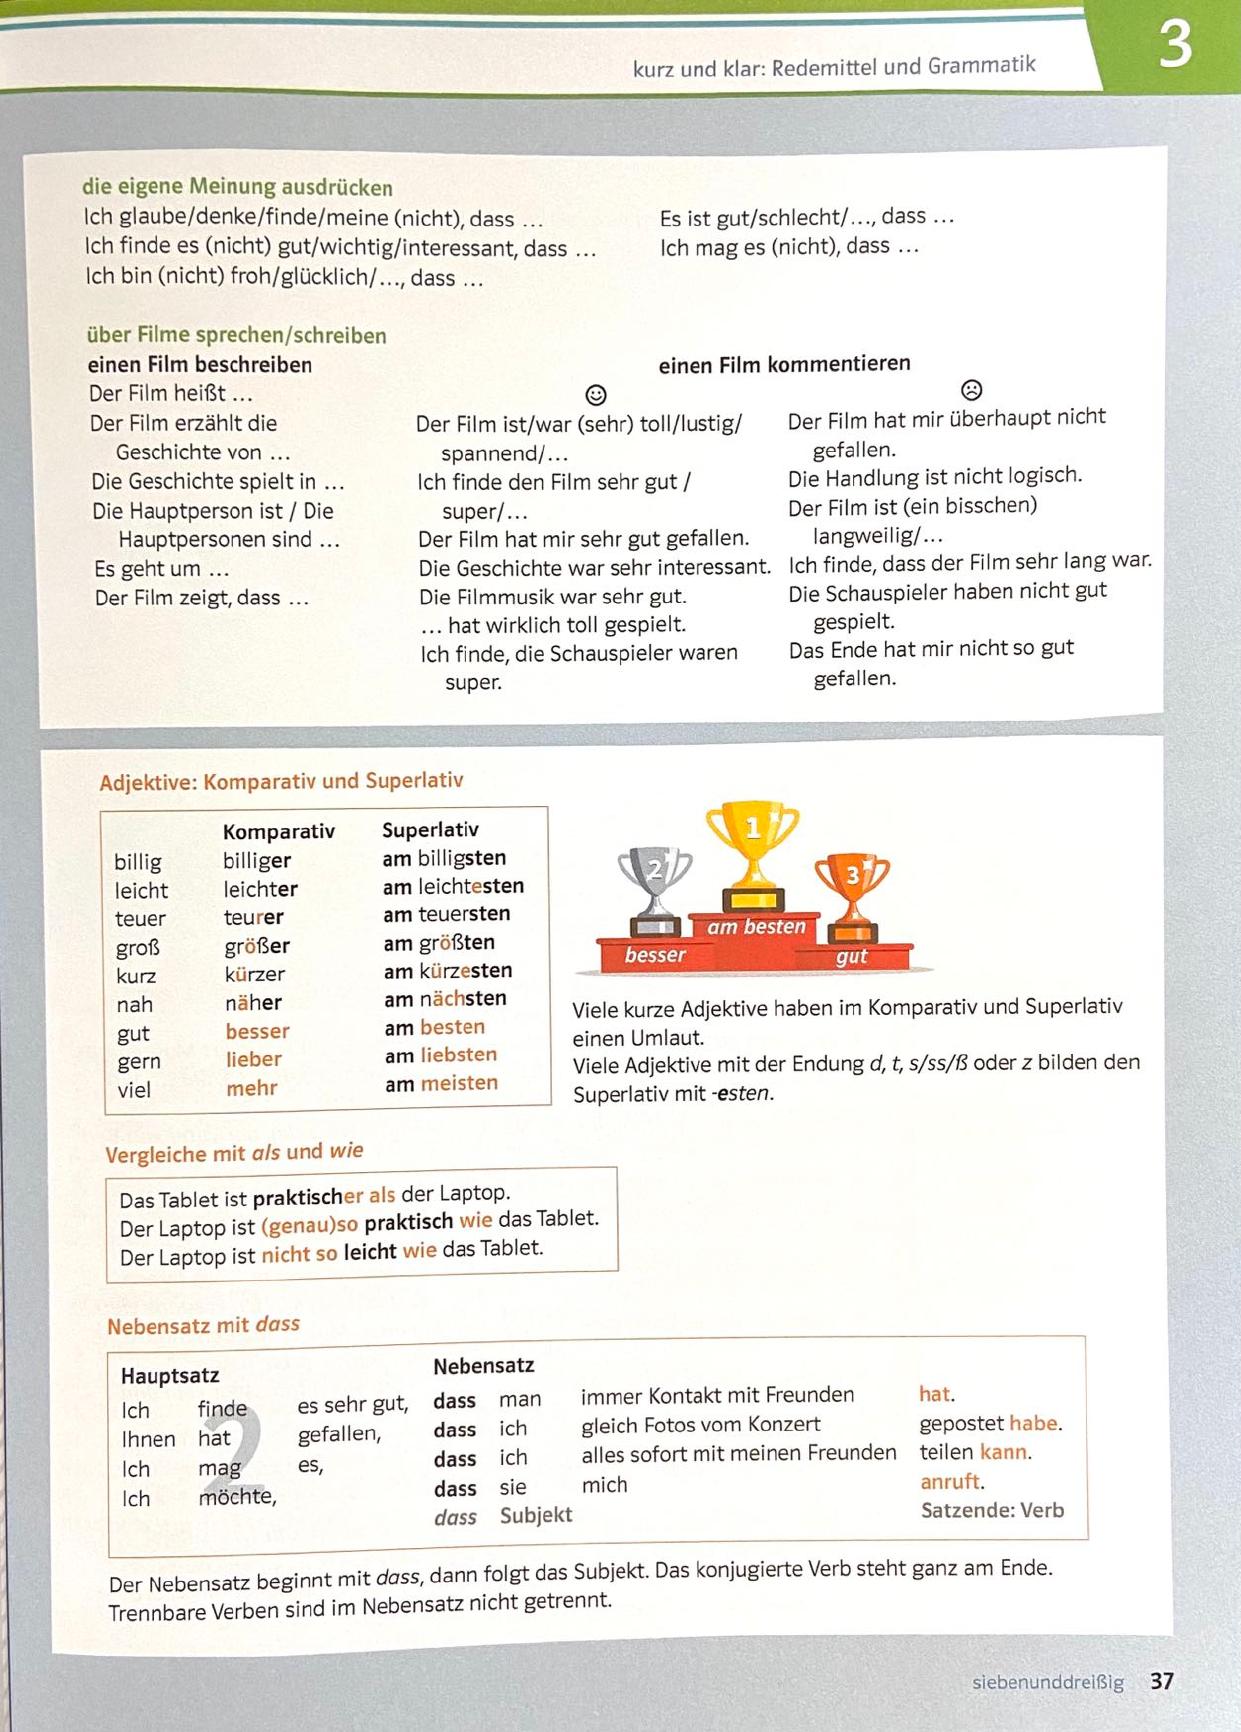 kurz und klar: Redemittel und Grammatik
3
die eigene Meinung ausdrücken
Ich glaube/denke/finde/meine (nicht), dass ...
Ich finde es (nicht) gut/wichtig/interessant, dass ...
Ich bin (nicht) froh/glücklich/..., dass ...
Es ist gut/schlecht/..., dass ...
Ich mag es (nicht), dass ...
über Filme sprechen/schreiben
einen Film beschreiben
Der Film heißt ...
Der Film erzählt die
Geschichte von ...
Die Geschichte spielt in ...
Die Hauptperson ist / Die
Hauptpersonen sind ...
Es geht um ...
Der Film zeigt, dass ...
einen Film kommentieren
Der Film ist/war (sehr) toll/lustig/
spannend/...
Ich finde den Film sehr gut /
super/...
Der Film hat mir sehr gut gefallen.
Die Geschichte war sehr interessant.
Die Filmmusik war sehr gut.
... hat wirklich toll gespielt.
Ich finde, die Schauspieler waren
super.
Der Film hat mir überhaupt nicht
gefallen.
Die Handlung ist nicht logisch.
Der Film ist (ein bisschen)
langweilig/...
Ich finde, dass der Film sehr lang war.
Die Schauspieler haben nicht gut
gespielt.
Das Ende hat mir nicht so gut
gefallen.
Adjektive: Komparativ und Superlativ
Komparativ Superlativ
billig billiger am billigsten
leicht leichter am leichtesten
teuer teurer am teuersten
groß größer am größten
kurz kürzer am kürzesten
nah näher am nächsten
gut besser am besten
gern lieber am liebsten
viel mehr am meisten
1
2
3
am besten
besser
gut
Viele kurze Adjektive haben im Komparativ und Superlativ
einen Umlaut.
Viele Adjektive mit der Endung d, t, s/ss/ß oder z bilden den
Superlativ mit -esten.
Vergleiche mit als und wie
Das Tablet ist praktischer als der Laptop.
Der Laptop ist (genau)so praktisch wie das Tablet.
Der Laptop ist nicht so leicht wie das Tablet.
Nebensatz mit dass
Hauptsatz Nebensatz
2
Ich finde es sehr gut, dass man immer Kontakt mit Freunden hat.
Ihnen hat gefallen, dass ich gleich Fotos vom Konzert gepostet habe.
Ich mag es, dass ich alles sofort mit meinen Freunden teilen kann.
Ich möchte, dass sie mich anruft.
dass Subjekt Satzende: Verb
Der Nebensatz beginnt mit dass, dann folgt das Subjekt. Das konjugierte Verb steht ganz am Ende.
Trennbare Verben sind im Nebensatz nicht getrennt.
siebenunddreißig 37